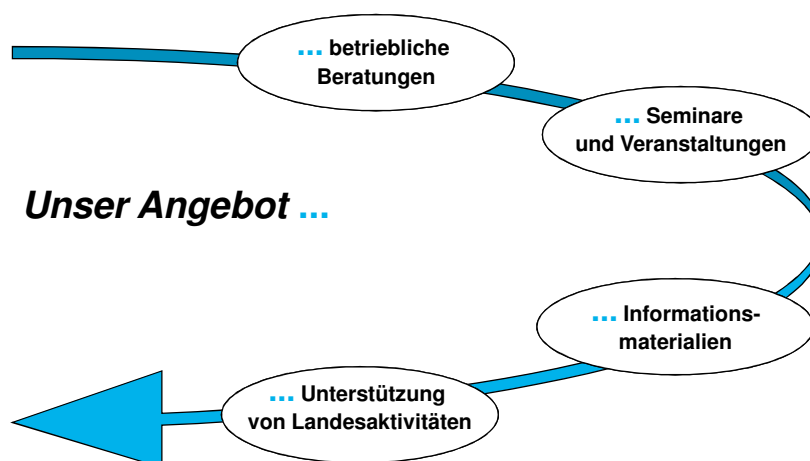 ... betriebliche
Beratungen
... Seminare
und Veranstaltungen
Unser Angebot ...
... Informations-
materialien
... Unterstützung
von Landesaktivitäten